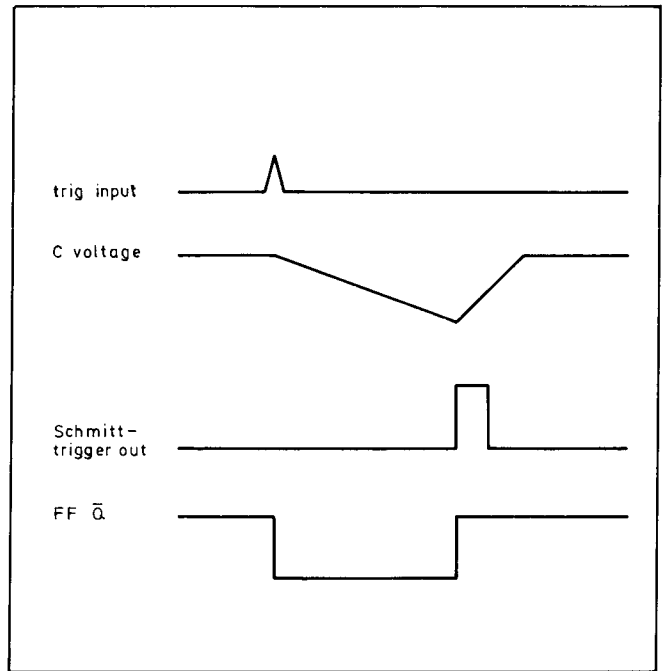 trig input
C voltage
Schmitt-
trigger out
FF Q̄